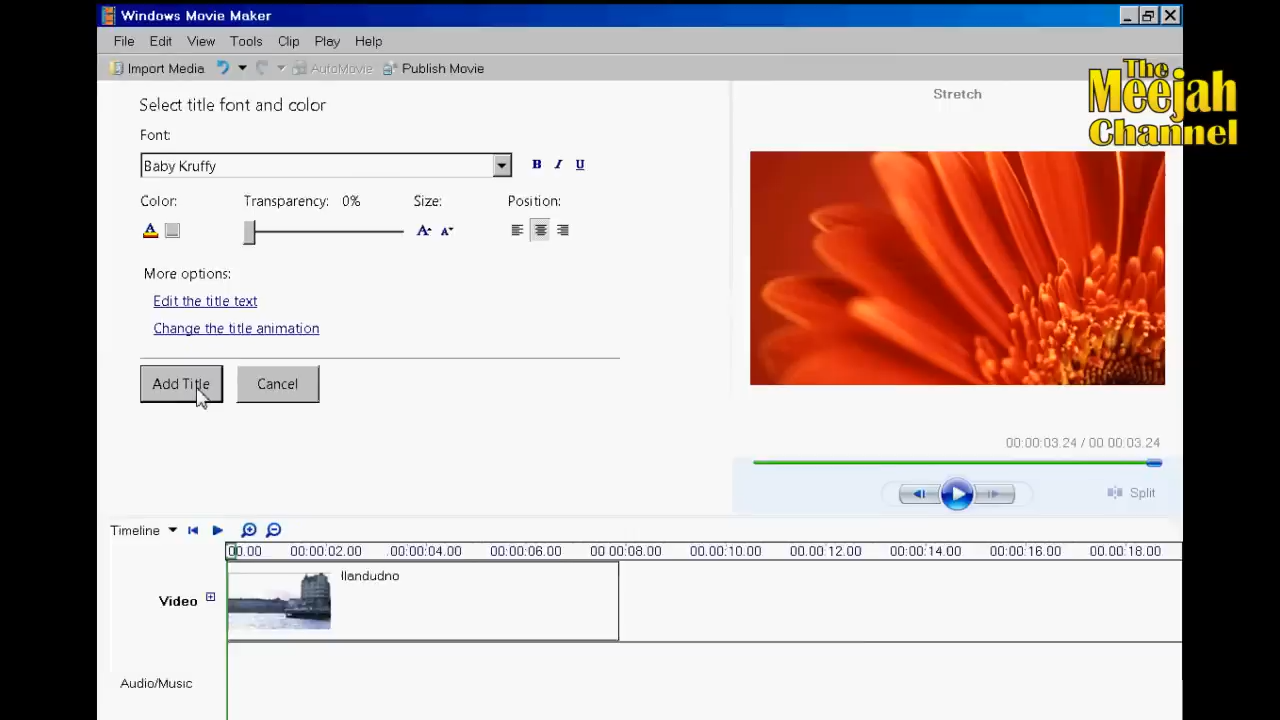 Windows Movie Maker
File Edit View Tools Clip Play Help
Import Media AutoMovie Publish Movie
The Meejah Channel
Select title font and color
Stretch
Font:
Baby Kruffy B I U
Color: Transparency: 0% Size: Position:
A A A
More options:
Edit the title text
Change the title animation
Add Title Cancel
00:00:03.24 / 00:00:03.24
Split
Timeline
00.00 00:00:02.00 00:00:04.00 00:00:06.00 00:00:08.00 00:00:10.00 00:00:12.00 00:00:14.00 00:00:16.00 00:00:18.00
llandudno
Video
Audio/Music